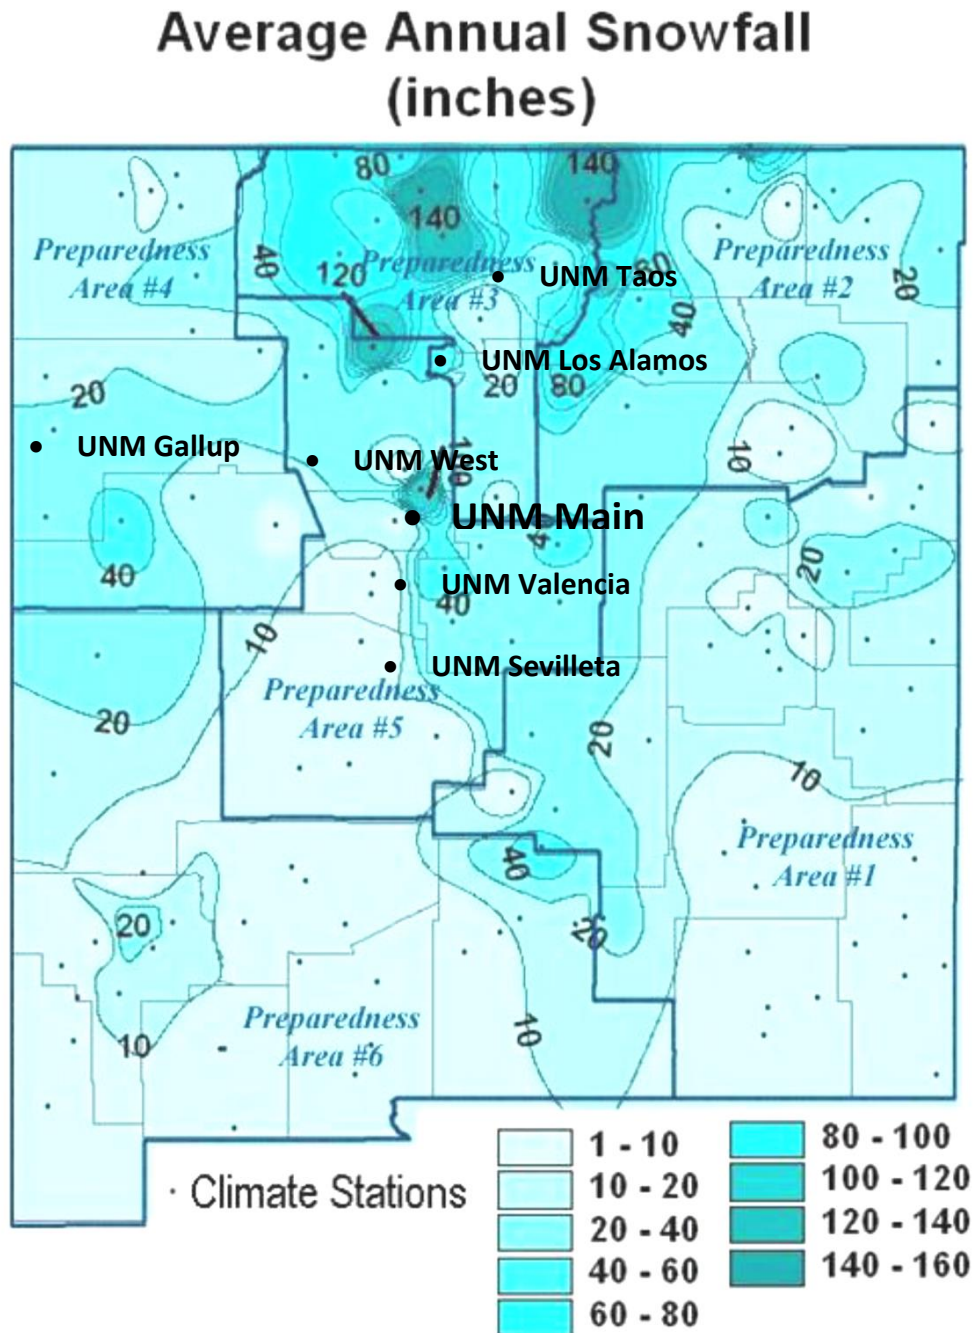 Average Annual Snowfall
(inches)
80
140
140
Preparedness
Area #4
40
120
Preparedness
Area #3
UNM Taos
60
Preparedness
Area #2
20
40
UNM Los Alamos
20
80
20
UNM Gallup
UNM West
10
UNM Main
20
40
UNM Valencia
40
10
UNM Sevilleta
Preparedness
Area #5
20
20
10
Preparedness
Area #1
40
20
20
10
Preparedness
Area #6
10
· Climate Stations
1 - 10
10 - 20
20 - 40
40 - 60
60 - 80
80 - 100
100 - 120
120 - 140
140 - 160